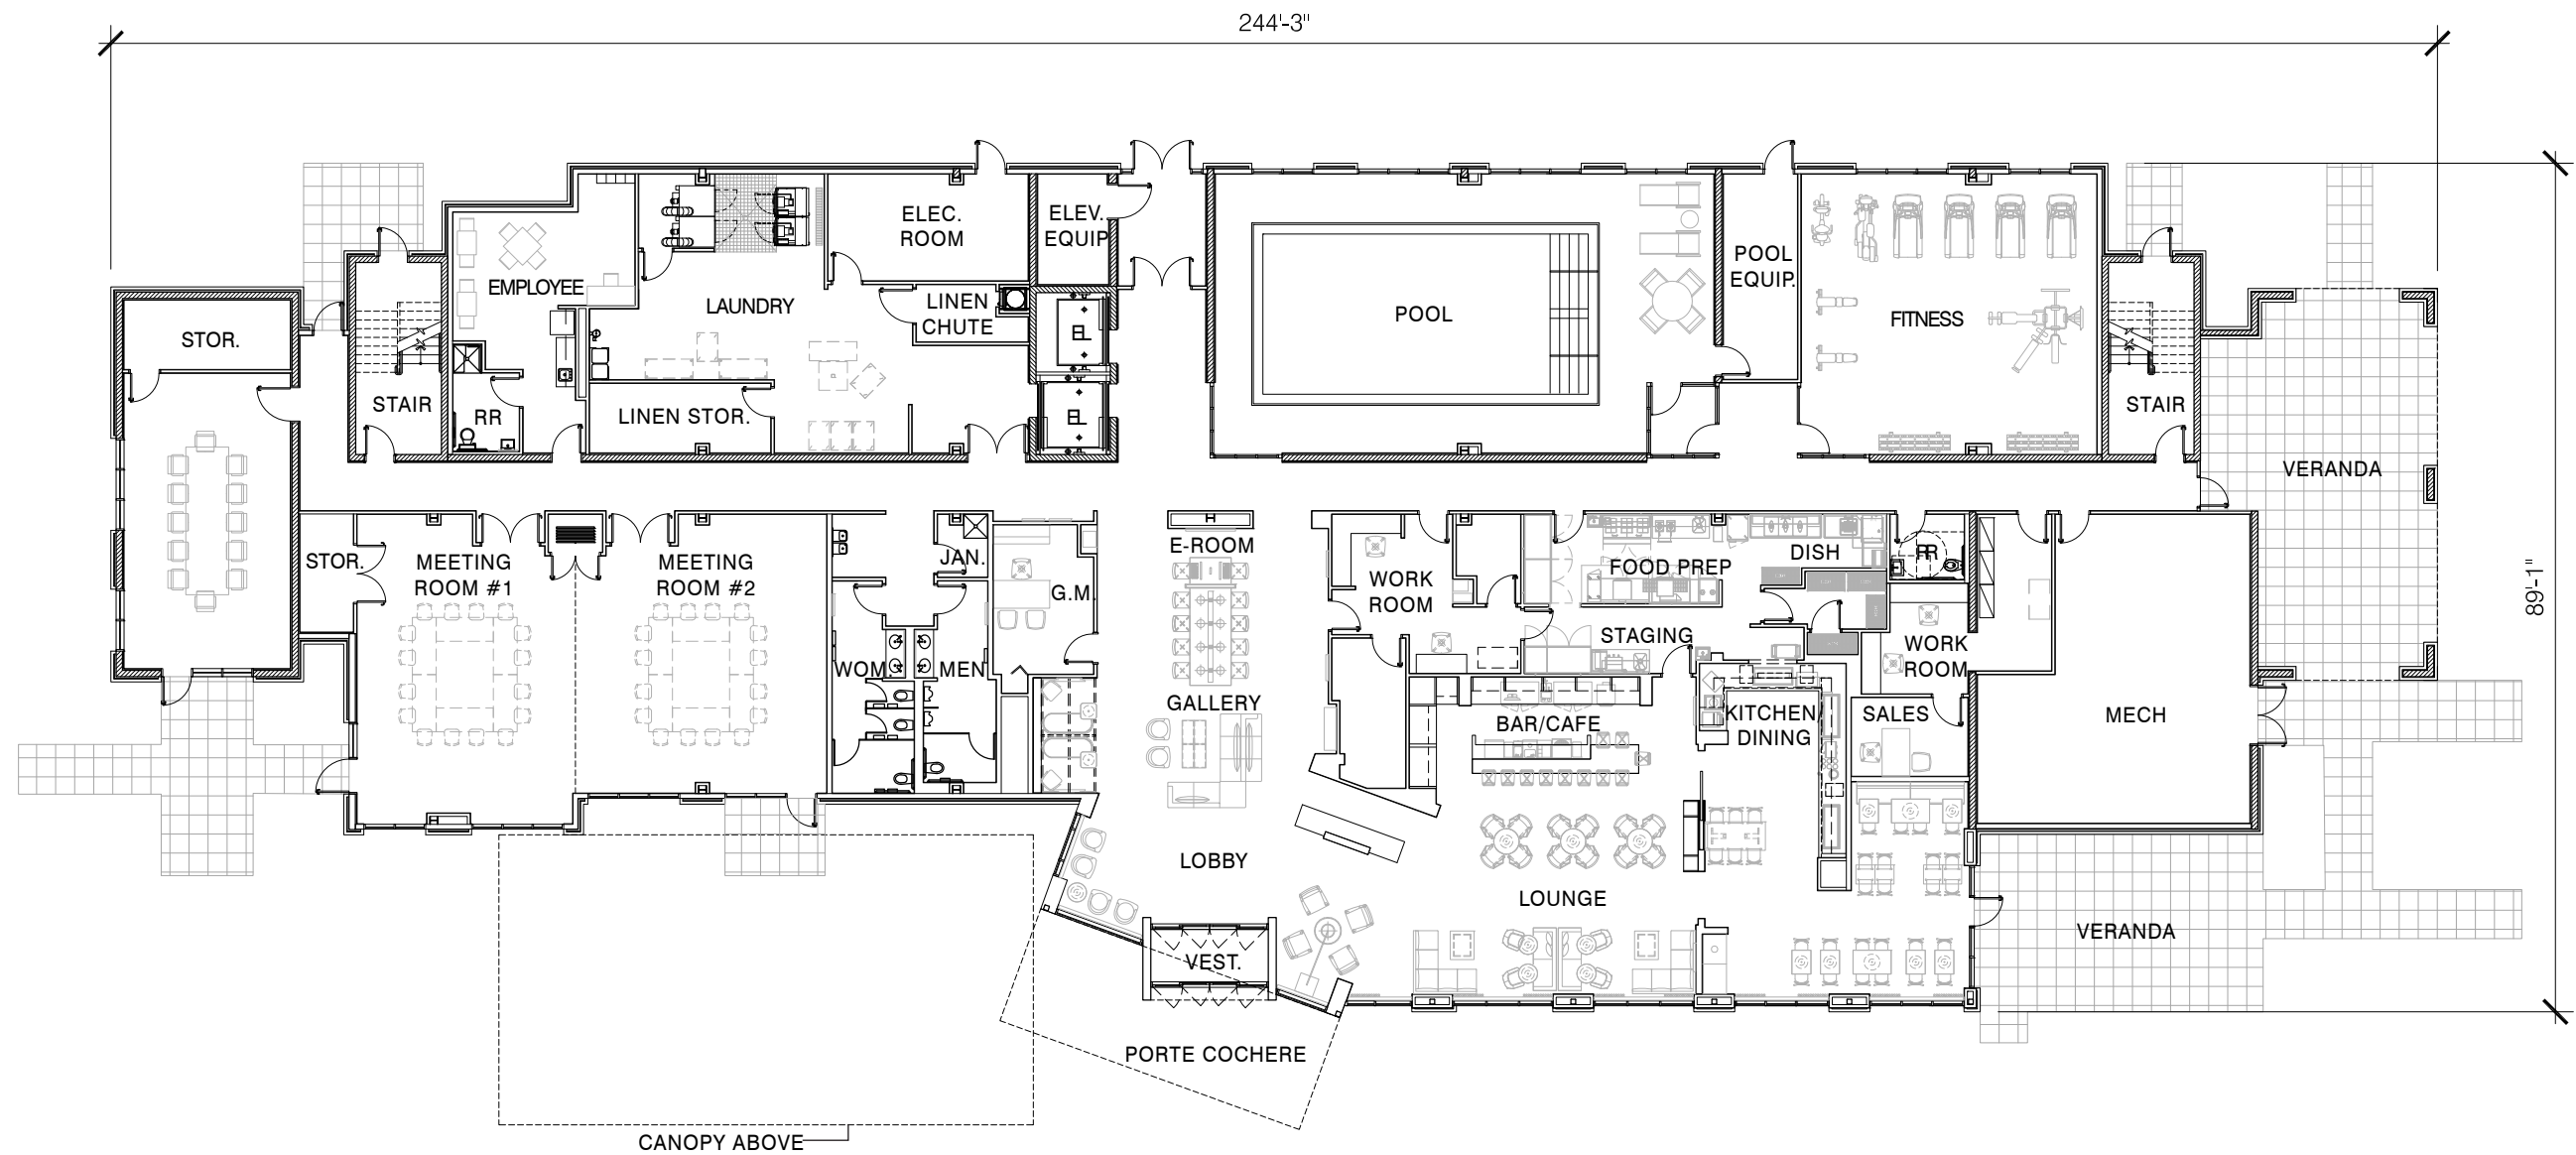 244'-3"
ELEC.
ROOM
ELEV.
EQUIP
POOL
EQUIP.
EMPLOYEE
LAUNDRY
LINEN
CHUTE
POOL
FITNESS
STOR.
EL
STAIR
RR
LINEN STOR.
EL
STAIR
VERANDA
89'-1"
STOR.
MEETING
ROOM #1
MEETING
ROOM #2
JAN.
G.M.
E-ROOM
WORK
ROOM
FOOD PREP
DISH
RR
STAGING
WORK
ROOM
WOM.
MEN
GALLERY
BAR/CAFE
KITCHEN/
DINING
SALES
MECH
LOBBY
LOUNGE
VERANDA
VEST.
PORTE COCHERE
CANOPY ABOVE